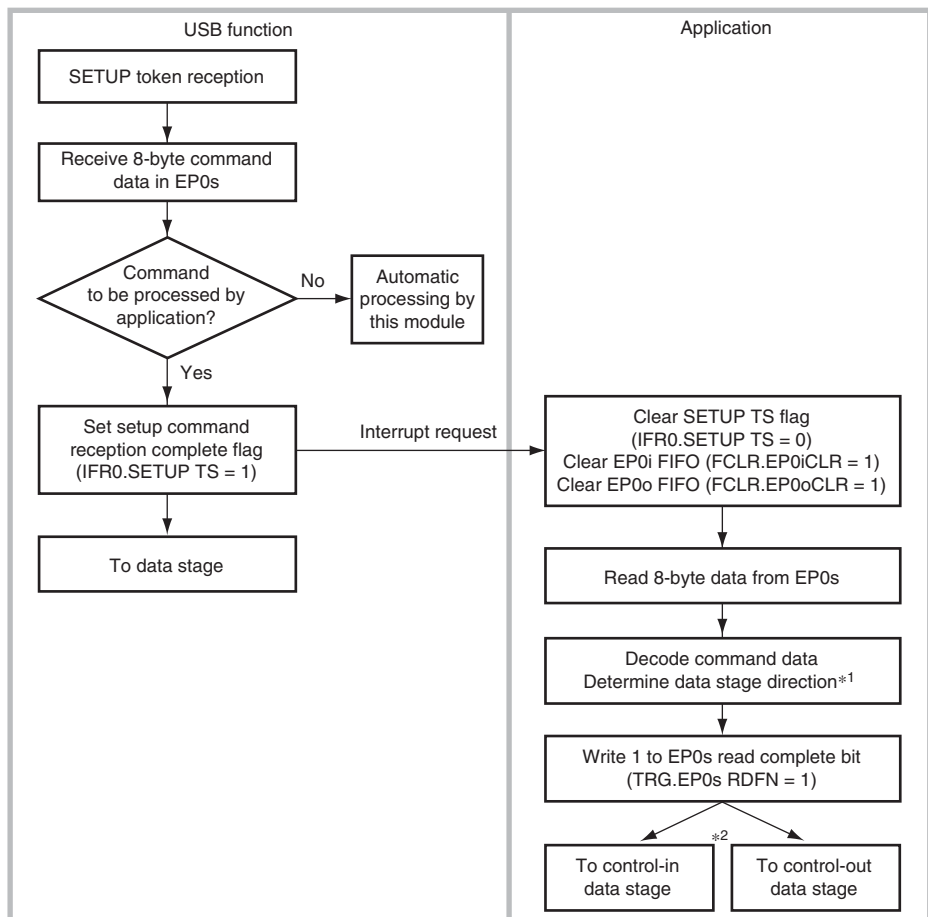 USB function
SETUP token reception
Receive 8-byte command
data in EP0s
Command
to be processed by
application?
No
Automatic
processing by
this module
Yes
Set setup command
reception complete flag
(IFR0.SETUP TS = 1)
Interrupt request
To data stage
Application
Clear SETUP TS flag
(IFR0.SETUP TS = 0)
Clear EP0i FIFO (FCLR.EP0iCLR = 1)
Clear EP0o FIFO (FCLR.EP0oCLR = 1)
Read 8-byte data from EP0s
Decode command data
Determine data stage direction*1
Write 1 to EP0s read complete bit
(TRG.EP0s RDFN = 1)
*2
To control-in
data stage
To control-out
data stage